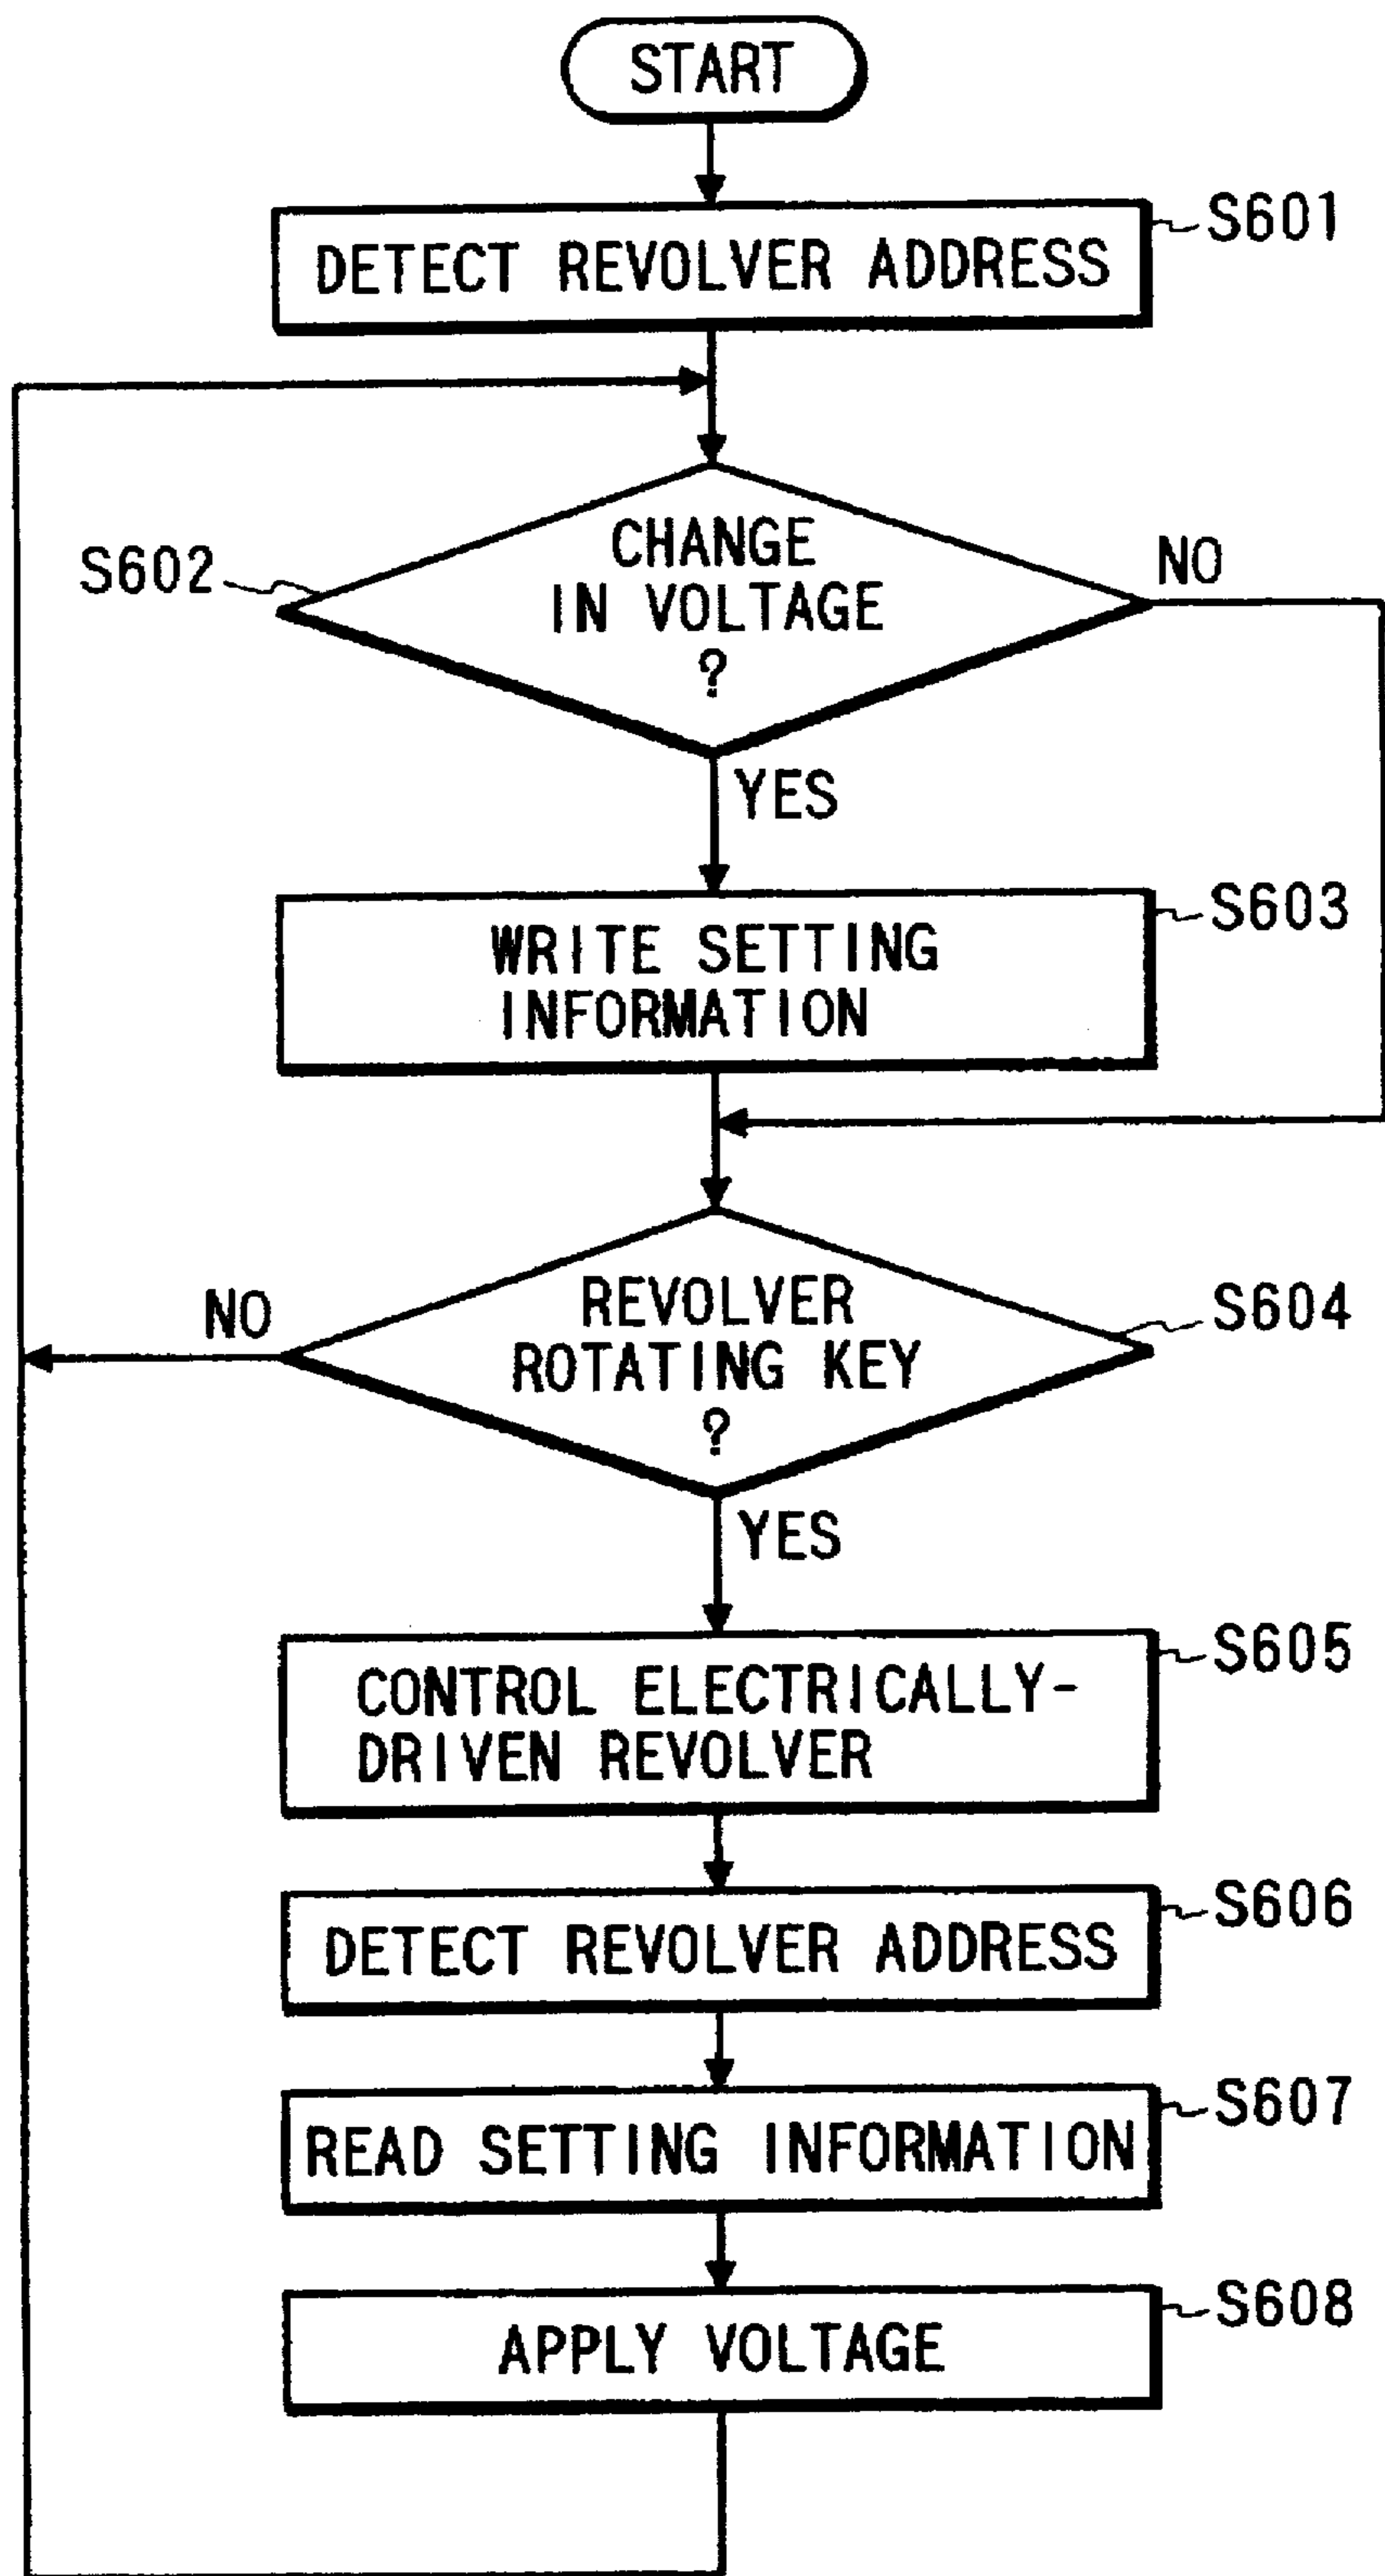 START
S601
DETECT REVOLVER ADDRESS
S602
CHANGE
IN VOLTAGE
?
NO
YES
S603
WRITE SETTING
INFORMATION
NO
REVOLVER
ROTATING KEY
?
S604
YES
S605
CONTROL ELECTRICALLY-
DRIVEN REVOLVER
S606
DETECT REVOLVER ADDRESS
S607
READ SETTING INFORMATION
S608
APPLY VOLTAGE